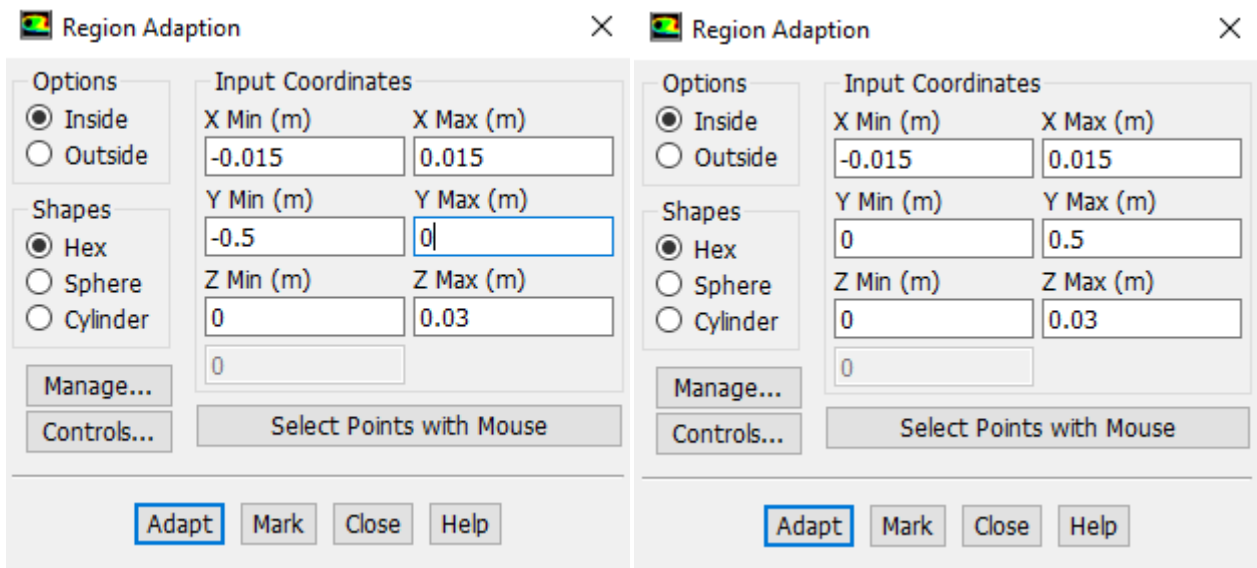 Region Adaption
Options
Inside
Outside
Shapes
Hex
Sphere
Cylinder
Manage...
Controls...
Input Coordinates
X Min (m) X Max (m)
-0.015 0.015
Y Min (m) Y Max (m)
-0.5 0
Z Min (m) Z Max (m)
0 0.03
0
Select Points with Mouse
Adapt Mark Close Help
Region Adaption
Options
Inside
Outside
Shapes
Hex
Sphere
Cylinder
Manage...
Controls...
Input Coordinates
X Min (m) X Max (m)
-0.015 0.015
Y Min (m) Y Max (m)
0 0.5
Z Min (m) Z Max (m)
0 0.03
0
Select Points with Mouse
Adapt Mark Close Help